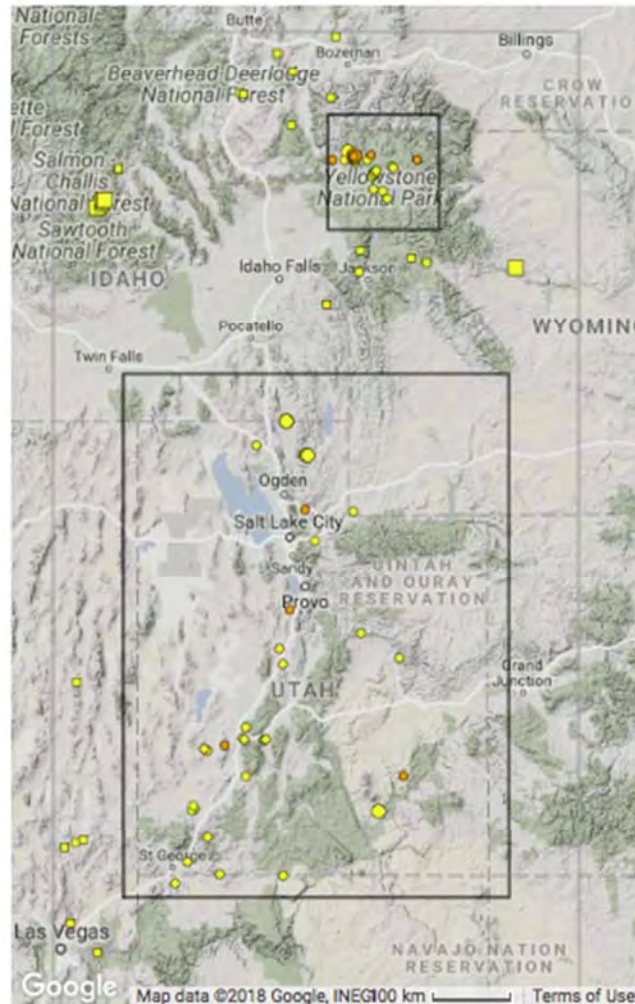 National
Forests
Butte
Bozeman
Billings
Beaverhead Deerlodge
National Forest
CROW
RESERVATIO
ette
l Forest
Salmon
Challis
National Forest
Sawtooth
National Forest
Yellowstone
National Park
IDAHO
Idaho Falls
Jackson
Pocatello
WYOMING
Twin Falls
Ogden
Salt Lake City
Sandy
Provo
UINTAH
AND OURAY
RESERVATION
Grand
Junction
UTAH
St George
Las Vegas
NAVAJO NATION
RESERVATION
Google
Map data ©2018 Google, INEG
100 km
Terms of Use